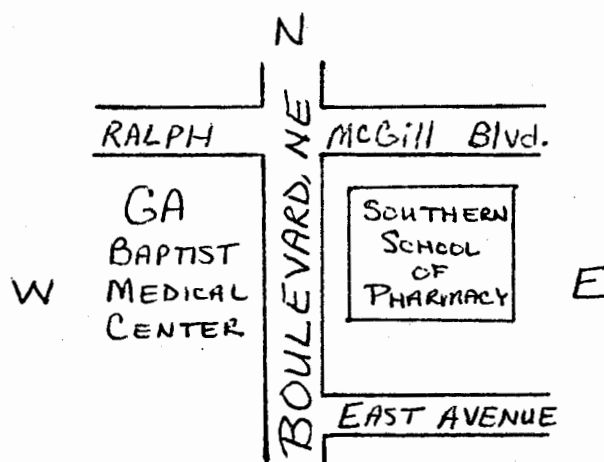 N
RALPH McGill Blvd.
BOULEVARD, NE
GA
BAPTIST
MEDICAL
CENTER
SOUTHERN
SCHOOL
OF
PHARMACY
W
E
EAST AVENUE